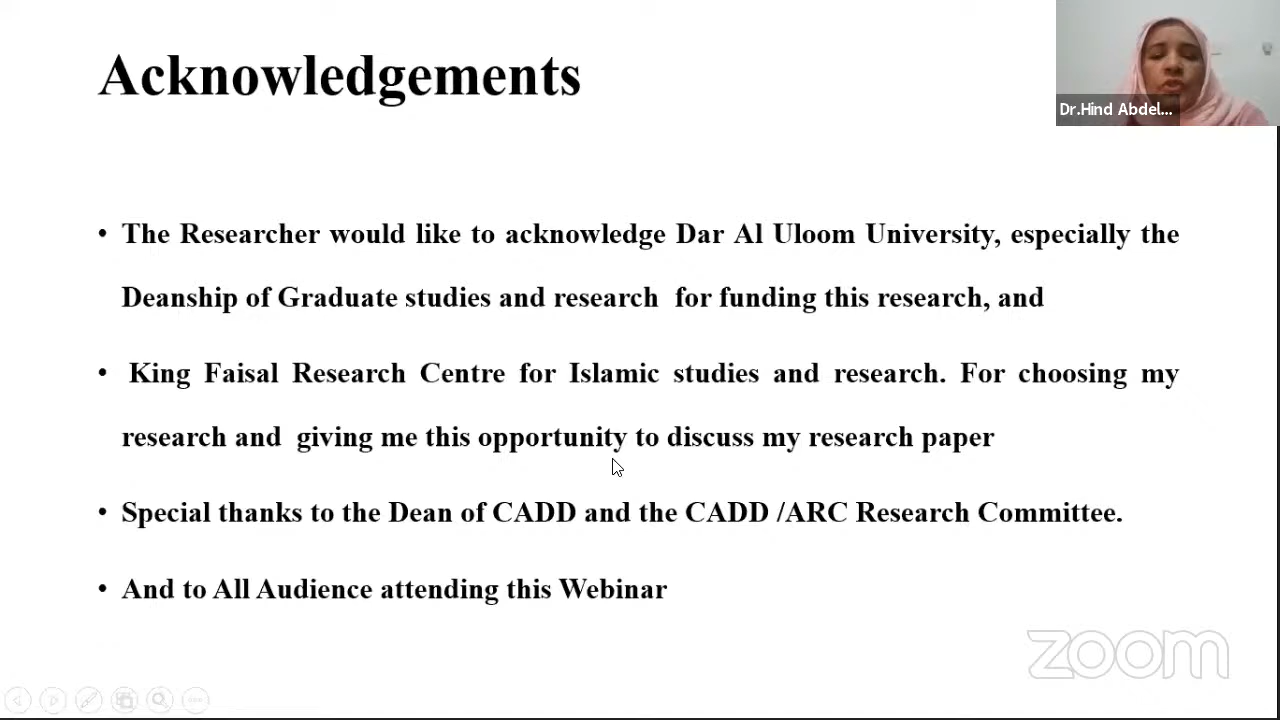 Acknowledgements
Dr.Hind Abdel...
• The Researcher would like to acknowledge Dar Al Uloom University, especially the
Deanship of Graduate studies and research for funding this research, and
• King Faisal Research Centre for Islamic studies and research. For choosing my
research and giving me this opportunity to discuss my research paper
• Special thanks to the Dean of CADD and the CADD /ARC Research Committee.
• And to All Audience attending this Webinar
zoom